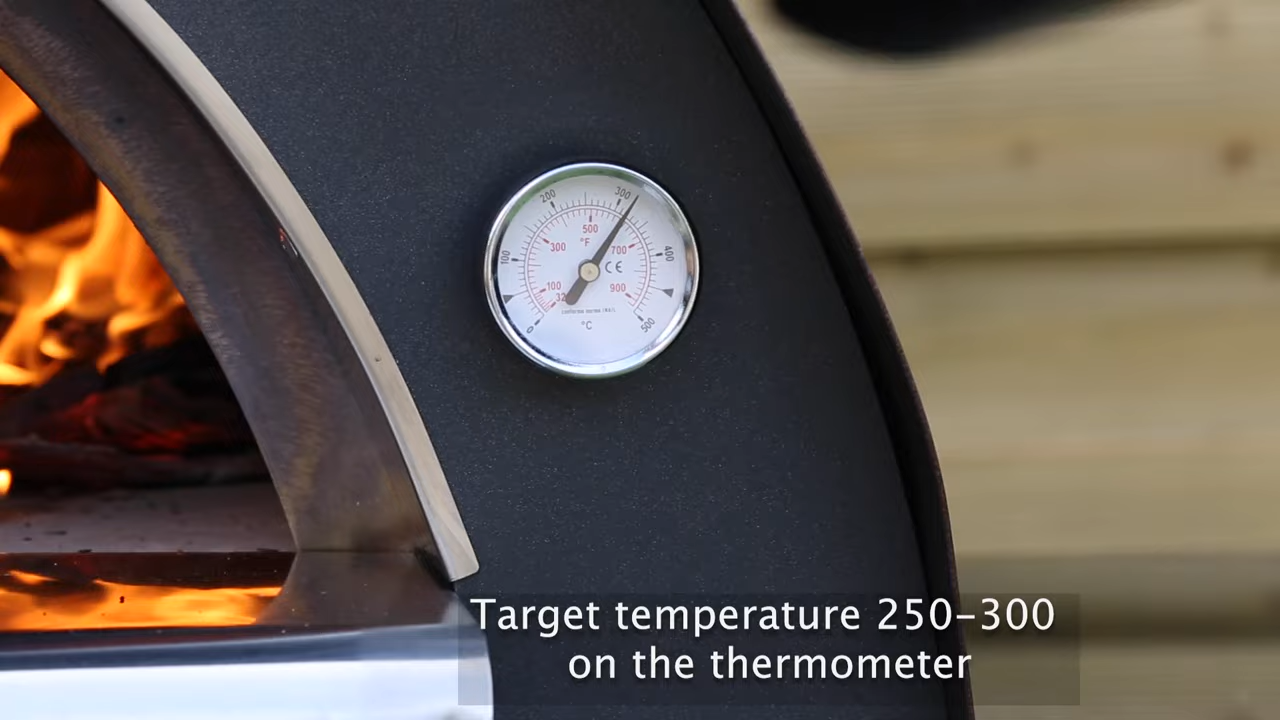 200
300
100
400
500
°F
300
700
CE
100
900
32
0
500
°C
Target temperature 250–300
on the thermometer